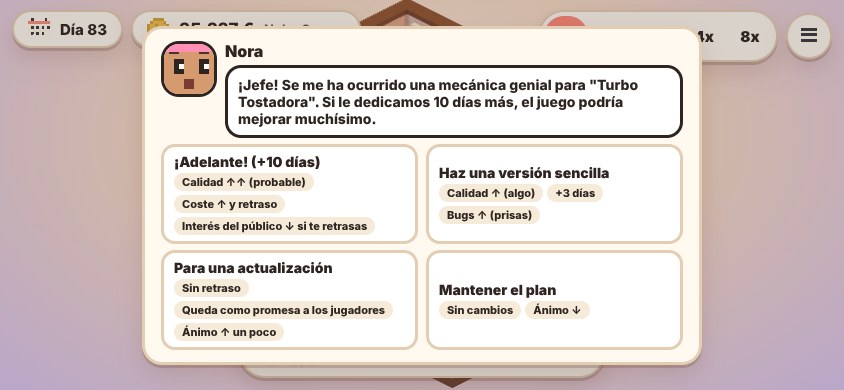 Día 83
4x
8x
Nora
¡Jefe! Se me ha ocurrido una mecánica genial para "Turbo
Tostadora". Si le dedicamos 10 días más, el juego podría
mejorar muchísimo.
¡Adelante! (+10 días)
Calidad ↑↑ (probable)
Coste ↑ y retraso
Interés del público ↓ si te retrasas
Haz una versión sencilla
Calidad ↑ (algo)
+3 días
Bugs ↑ (prisas)
Para una actualización
Sin retraso
Queda como promesa a los jugadores
Ánimo ↑ un poco
Mantener el plan
Sin cambios
Ánimo ↓